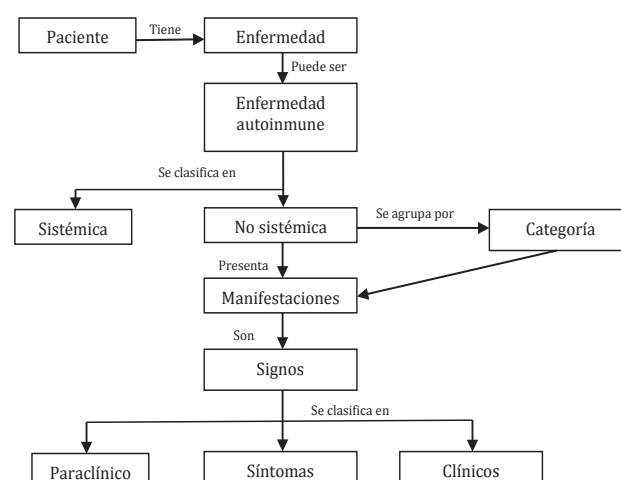 Paciente
Tiene
Enfermedad
Puede ser
Enfermedad
autoinmune
Se clasifica en
Sistémica
No sistémica
Se agrupa por
Categoría
Presenta
Manifestaciones
Son
Signos
Se clasifica en
Paraclínico
Síntomas
Clínicos